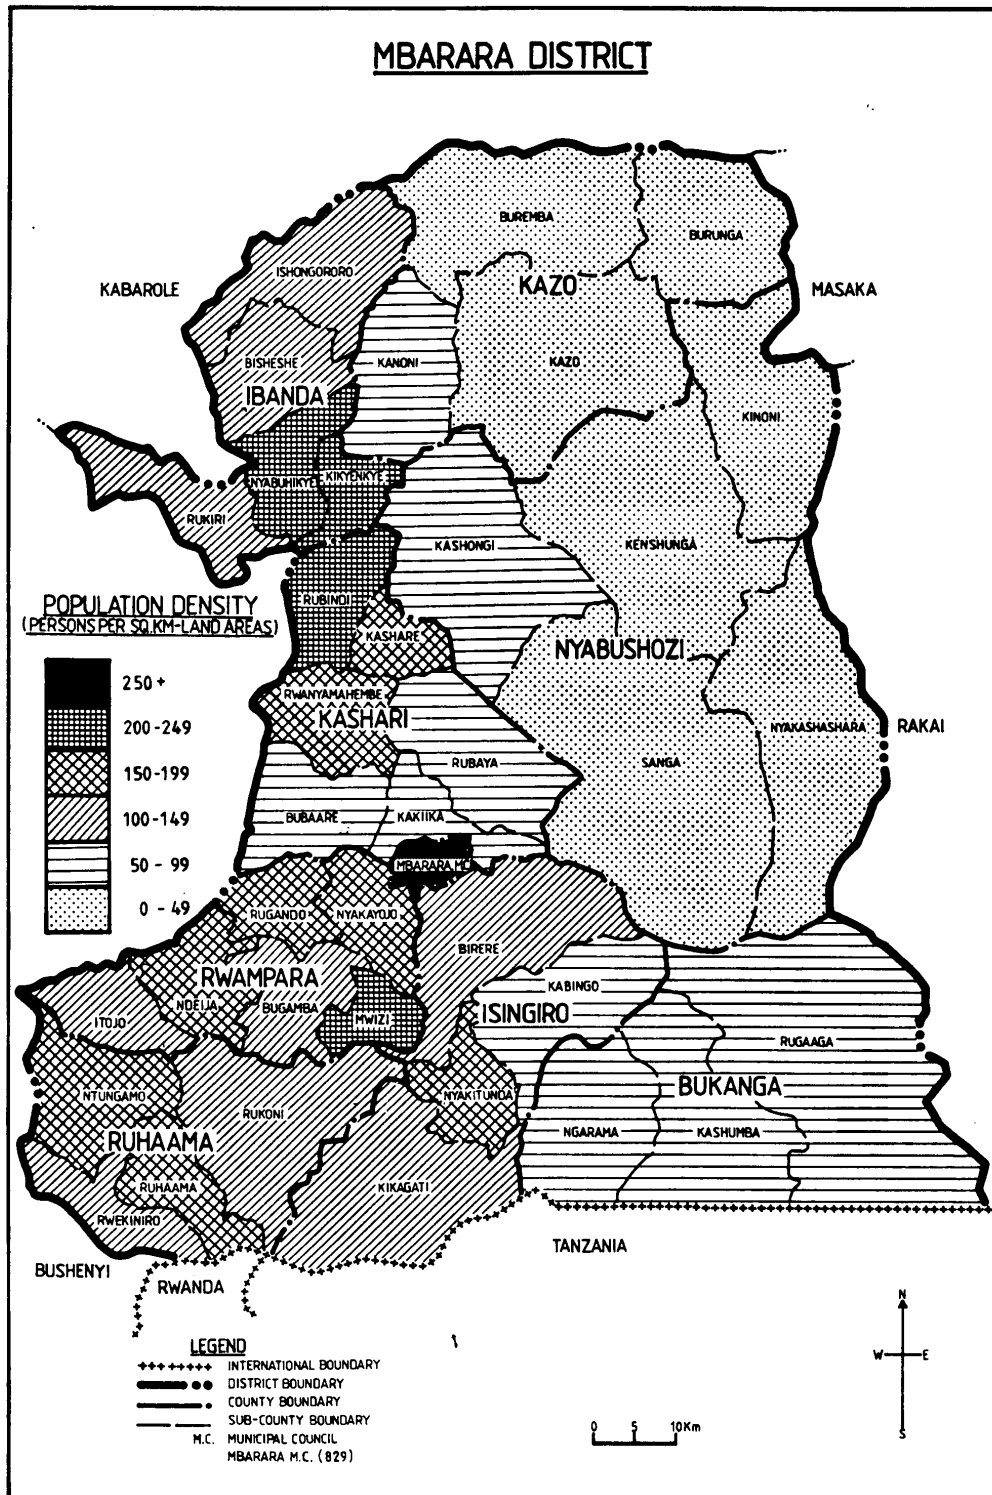 MBARARA DISTRICT
BUREMBA
BURUNGA
ISHONGORORO
KABAROLE
KAZO
MASAKA
BISHESHE
KANONI
KAZO
IBANDA
KINONI
NYABUHIKYE
KIKYENKYE
RUKIRI
KASHONGI
KENSHUNGA
RUBINDI
POPULATION DENSITY
(PERSONS PER SQ.KM-LAND AREAS)
KASHARE
NYABUSHOZI
250 +
RWANYAMAHEMBE
KASHARI
200 - 249
NYAKASHASHARA
RAKAI
RUBAYA
SANGA
150 - 199
100 - 149
BUBAARE
KAKIIKA
50 - 99
MBARARA M.C
0 - 49
RUGANDO
NYAKAYOJO
BIRERE
RWAMPARA
KABINGO
NDEIJA
BUGAMBA
ISINGIRO
ITOJO
MWIZI
RUGAAGA
BUKANGA
NTUNGAMO
NYAKITUNDA
RUKONI
NGARAMA
KASHUMBA
RUHAAMA
RUHAAMA
KIKAGATI
RWEKINIRO
TANZANIA
BUSHENYI
RWANDA
LEGEND
INTERNATIONAL BOUNDARY
DISTRICT BOUNDARY
COUNTY BOUNDARY
SUB-COUNTY BOUNDARY
M.C. MUNICIPAL COUNCIL
MBARARA M.C. (829)
0 5 10Km
N
W E
S